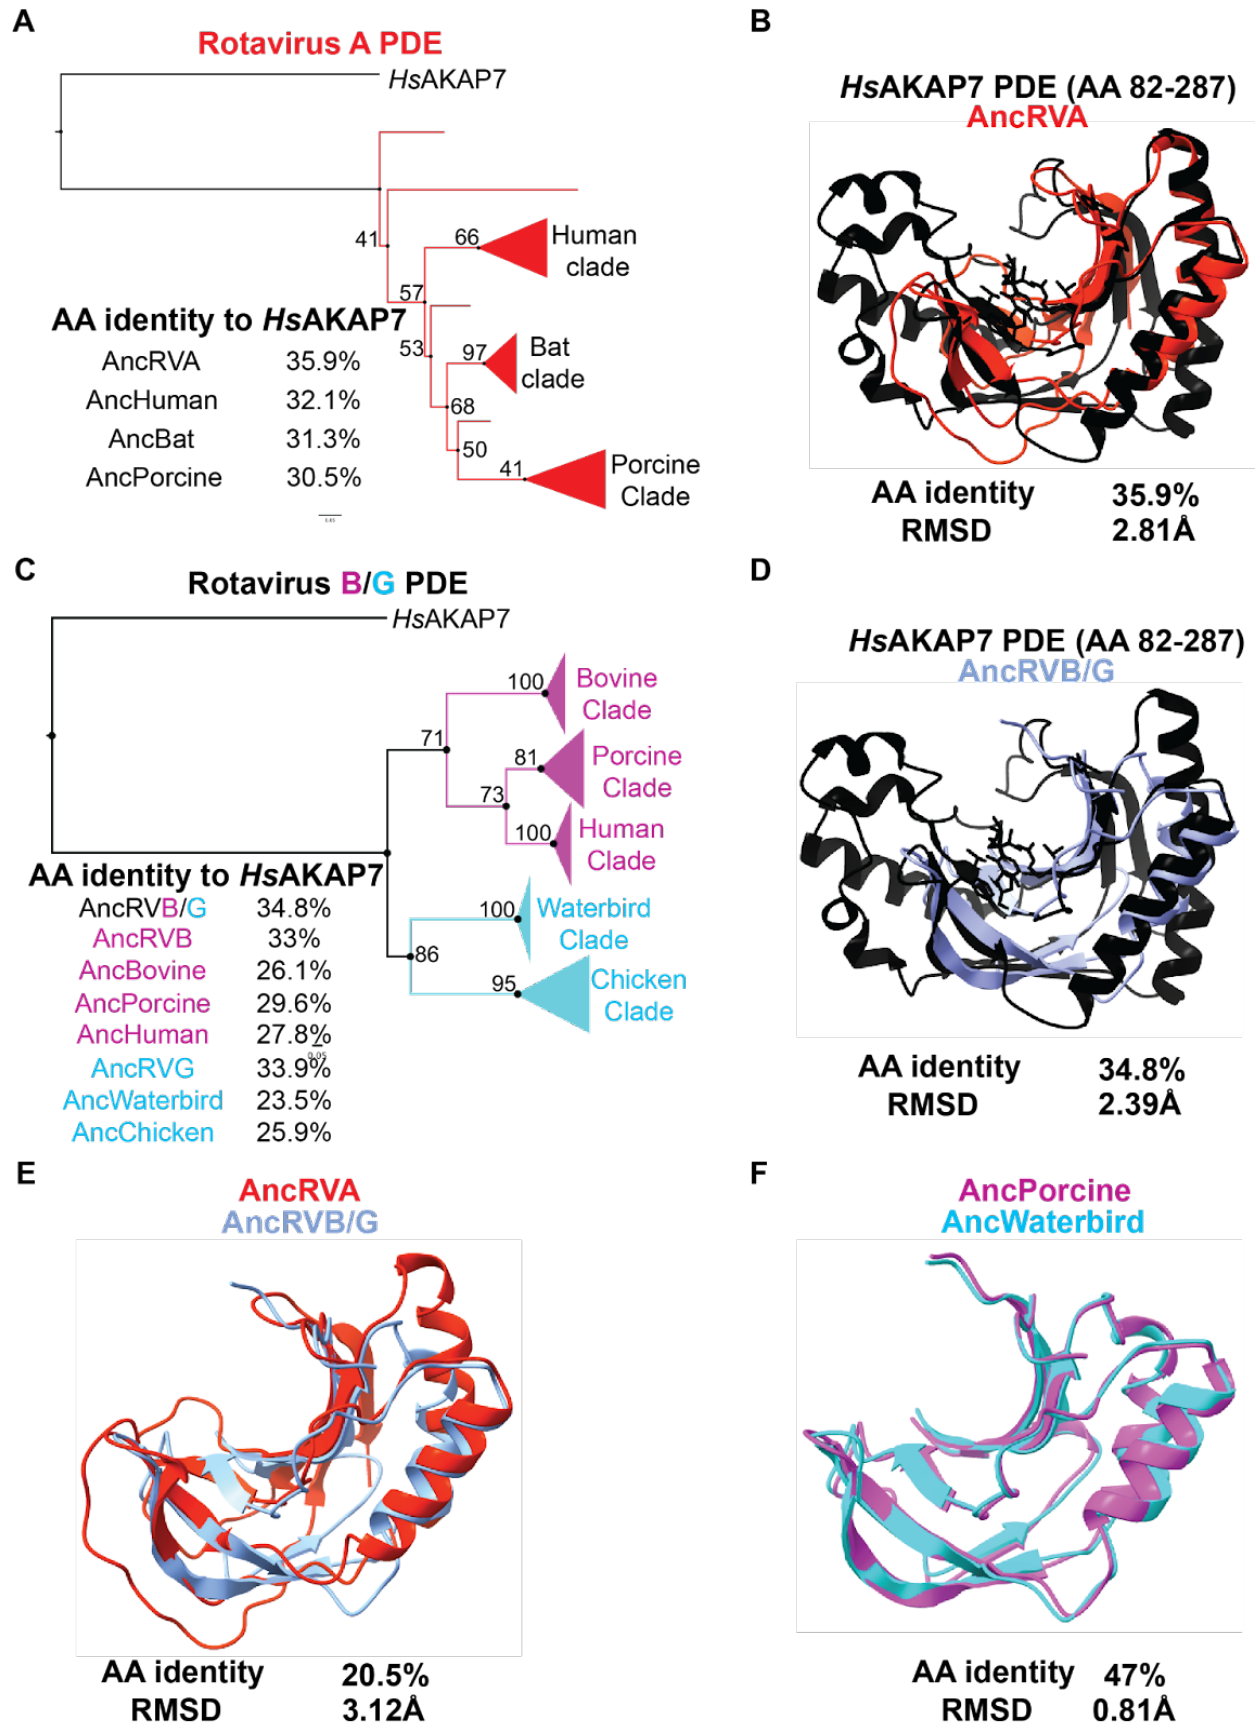 A
Rotavirus A PDE
HsAKAP7
41
66
Human
clade
57
53
97
Bat
clade
68
50
41
Porcine
Clade
AA identity to HsAKAP7
AncRVA 35.9%
AncHuman 32.1%
AncBat 31.3%
AncPorcine 30.5%
0.05
B
HsAKAP7 PDE (AA 82-287)
AncRVA
AA identity 35.9%
RMSD 2.81Å
C
Rotavirus B/G PDE
HsAKAP7
100
Bovine
Clade
71
81
Porcine
Clade
73
100
Human
Clade
100
Waterbird
Clade
86
95
Chicken
Clade
AA identity to HsAKAP7
AncRVB/G 34.8%
AncRVB 33%
AncBovine 26.1%
AncPorcine 29.6%
AncHuman 27.8%
0.05
AncRVG 33.9%
AncWaterbird 23.5%
AncChicken 25.9%
D
HsAKAP7 PDE (AA 82-287)
AncRVB/G
AA identity 34.8%
RMSD 2.39Å
E
AncRVA
AncRVB/G
AA identity 20.5%
RMSD 3.12Å
F
AncPorcine
AncWaterbird
AA identity 47%
RMSD 0.81Å